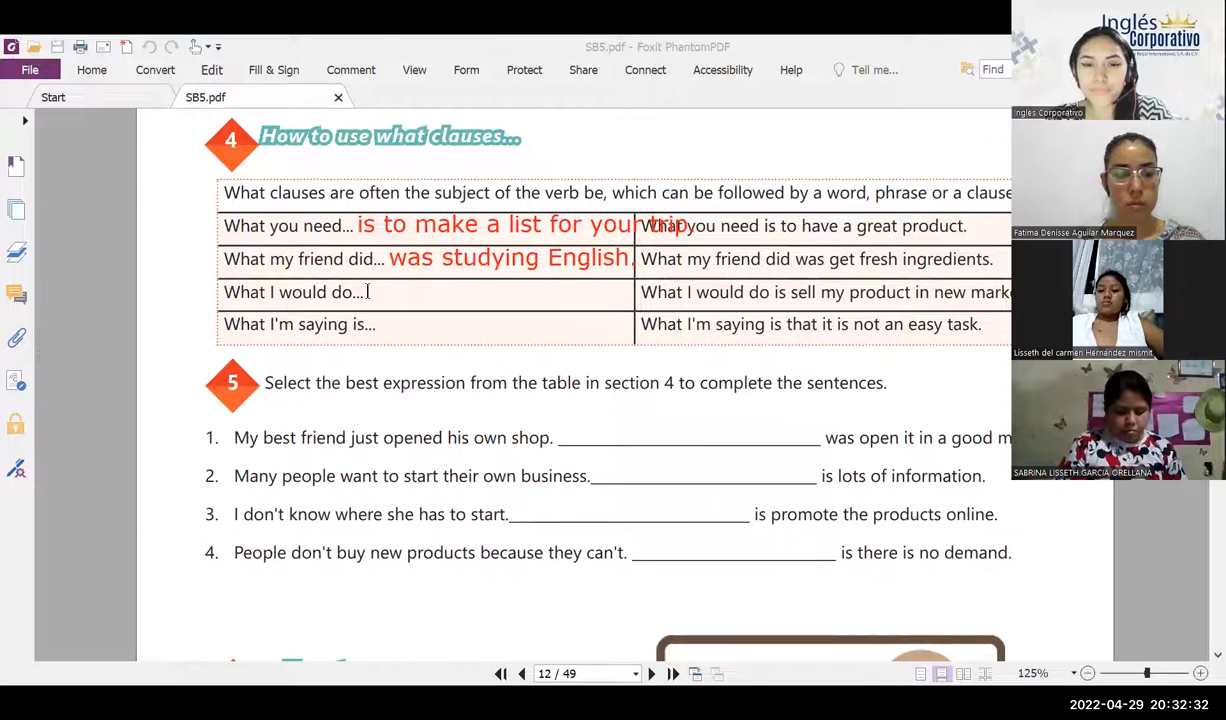 SB5.pdf - Foxit PhantomPDF
File Home Convert Edit Fill & Sign Comment View Form Protect Share Connect Accessibility Help Tell me... Find
Start SB5.pdf
4 How to use what clauses...
What clauses are often the subject of the verb be, which can be followed by a word, phrase or a clause
What you need... is to make a list for your trip. What you need is to have a great product.
What my friend did... was studying English. What my friend did was get fresh ingredients.
What I would do... What I would do is sell my product in new
What I'm saying is... What I'm saying is that it is not an easy task.
5 Select the best expression from the table in section 4 to complete the sentences.
1. My best friend just opened his own shop. ____________________ was open it in a good
2. Many people want to start their own business.____________________ is lots of information.
3. I don't know where she has to start.____________________ is promote the products online.
4. People don't buy new products because they can't. ____________________ is there is no demand.
12 / 49
125%
Inglés
Corporativo
Ingles Corporativo
Fatima Denisse Aguilar Marquez
Lisseth del carmen Hernández mismit
SABRINA LISSETH GARCIA ORELLANA
2022-04-29 20:32:32